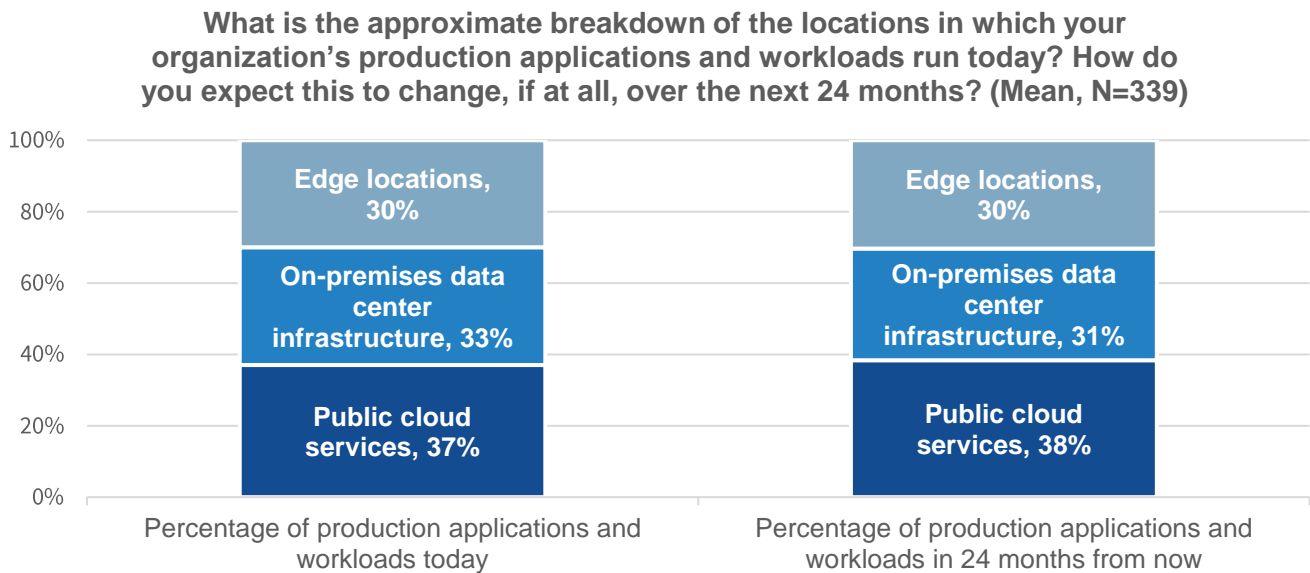 What is the approximate breakdown of the locations in which your
organization’s production applications and workloads run today? How do
you expect this to change, if at all, over the next 24 months? (Mean, N=339)
100%
80%
60%
40%
20%
0%
Edge locations,
30%
On-premises data
center
infrastructure, 33%
Public cloud
services, 37%
Edge locations,
30%
On-premises data
center
infrastructure, 31%
Public cloud
services, 38%
Percentage of production applications and
workloads today
Percentage of production applications and
workloads in 24 months from now